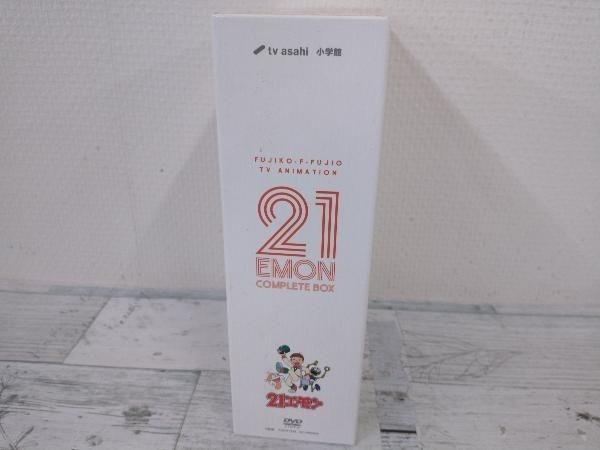 tv asahi 小学館
FUJIKO·F·FUJIO
TV ANIMATION
21
EMON
COMPLETE BOX
21エモン
DVD
VIDEO